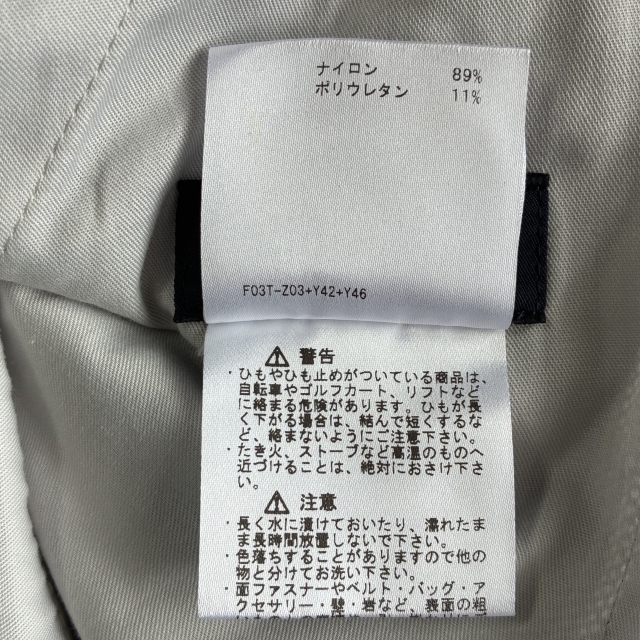 ナイロン 89%
ポリウレタン 11%
F03T-Z03+Y42+Y46
⚠ 警告
・ひもやひも止めがついている商品は、
自転車やゴルフカート、リフトなど
に絡まる危険があります。ひもが長
く下がる場合は、結んで短くするな
ど、絡まないようにご注意下さい。
・たき火、ストーブなど高温のものへ
近づけることは、絶対におさけ下さ
い。
⚠ 注意
・長く水に漬けておいたり、濡れたま
ま長時間放置しないで下さい。
・色落ちすることがありますので他の
物と分けてお洗い下さい。
・面ファスナーやベルト・バッグ・ア
クセサリー・壁・岩など、表面の粗